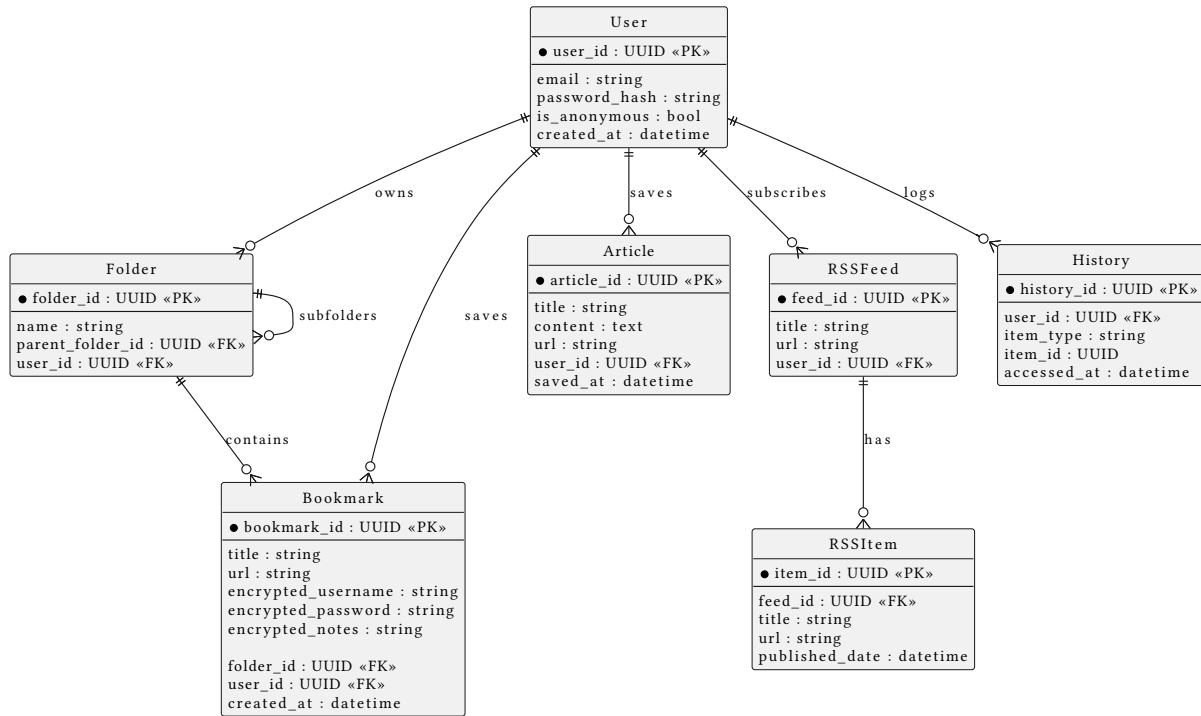 User
● user_id : UUID «PK»
email : string
password_hash : string
is_anonymous : bool
created_at : datetime
owns
saves
saves
subscribes
logs
Folder
● folder_id : UUID «PK»
name : string
parent_folder_id : UUID «FK»
user_id : UUID «FK»
subfolders
Article
● article_id : UUID «PK»
title : string
content : text
url : string
user_id : UUID «FK»
saved_at : datetime
RSSFeed
● feed_id : UUID «PK»
title : string
url : string
user_id : UUID «FK»
History
● history_id : UUID «PK»
user_id : UUID «FK»
item_type : string
item_id : UUID
accessed_at : datetime
contains
has
Bookmark
● bookmark_id : UUID «PK»
title : string
url : string
encrypted_username : string
encrypted_password : string
encrypted_notes : string
folder_id : UUID «FK»
user_id : UUID «FK»
created_at : datetime
RSSItem
● item_id : UUID «PK»
feed_id : UUID «FK»
title : string
url : string
published_date : datetime